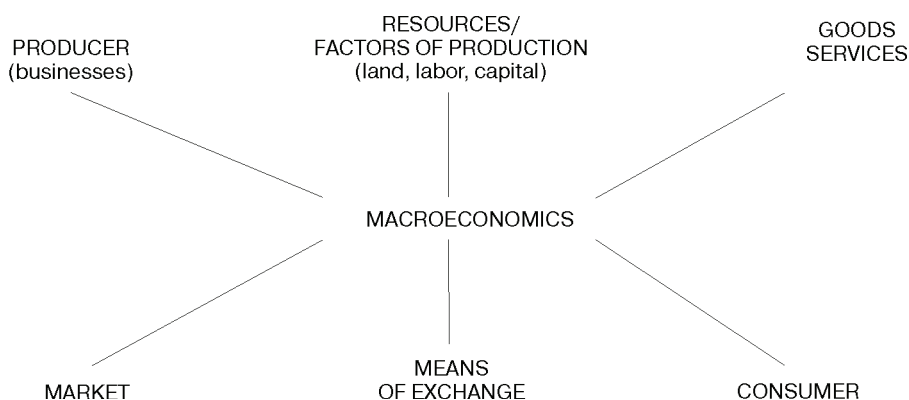 PRODUCER
(businesses)
RESOURCES/
FACTORS OF PRODUCTION
(land, labor, capital)
GOODS
SERVICES
MACROECONOMICS
MARKET
MEANS
OF EXCHANGE
CONSUMER